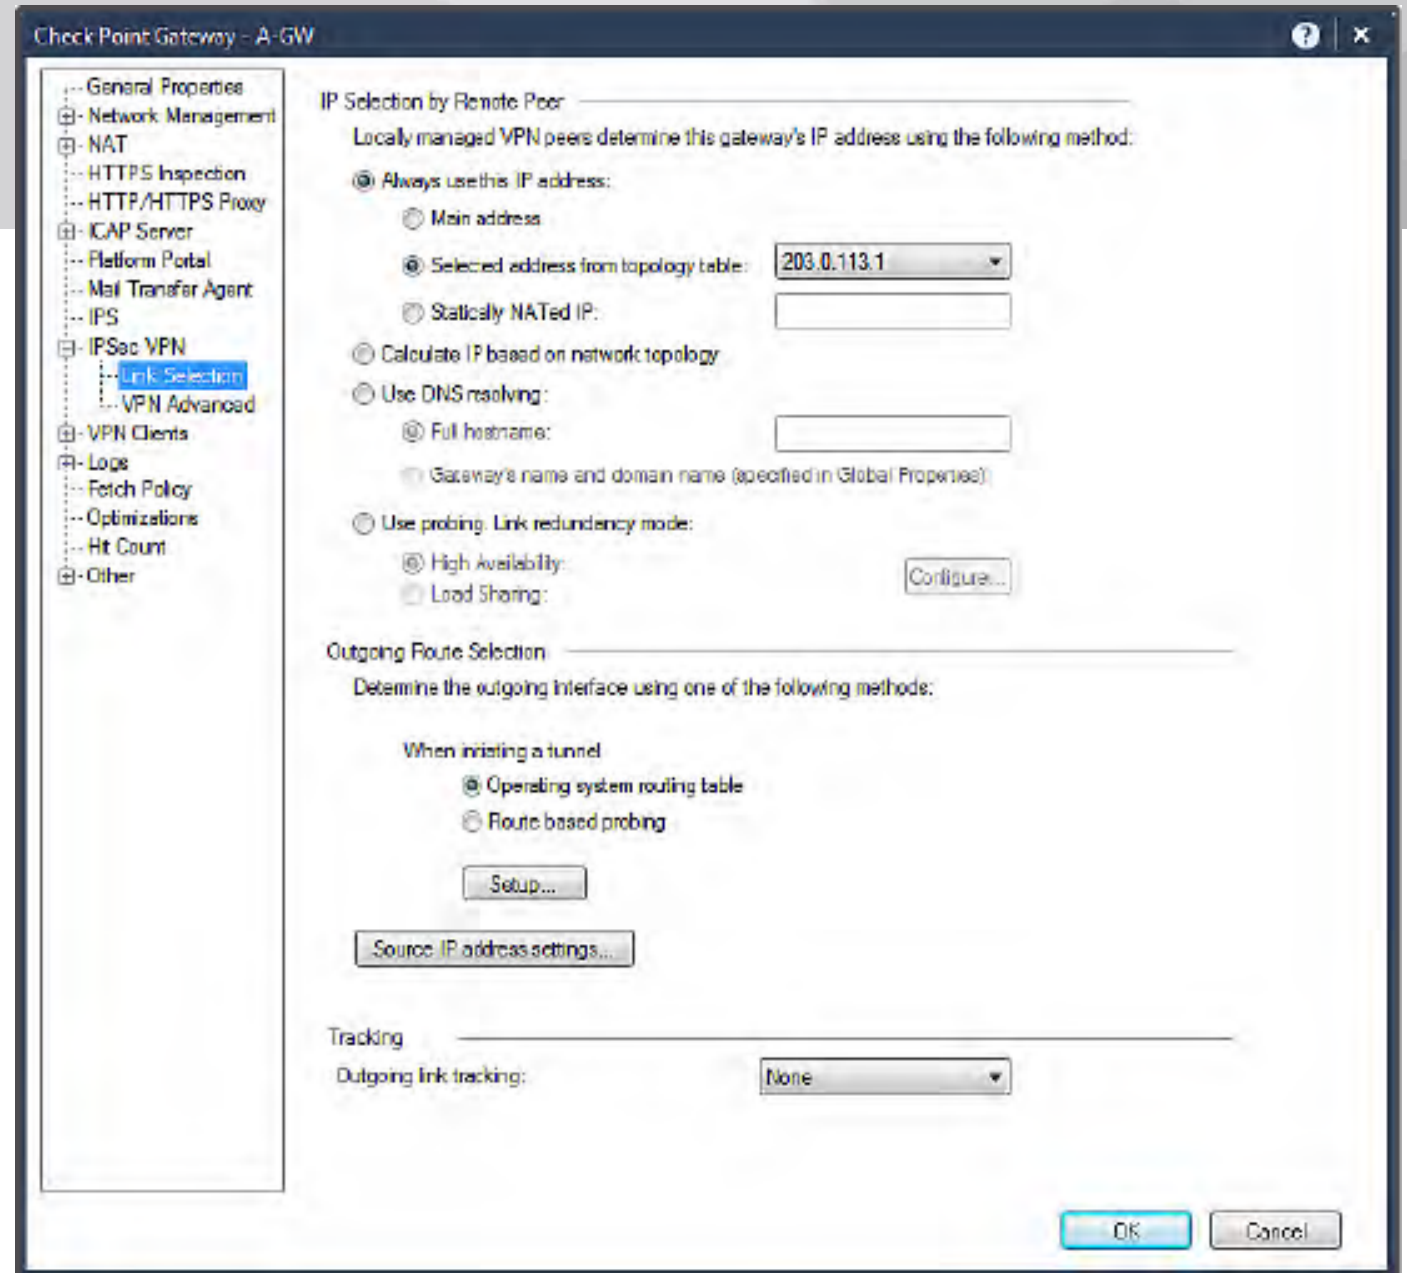 Check Point Gateway - A-GW
General Properties
Network Management
NAT
HTTPS Inspection
HTTP/HTTPS Proxy
ICAP Server
Platform Portal
Mail Transfer Agent
IPS
IPSec VPN
Link Selection
VPN Advanced
VPN Clients
Logs
Fetch Policy
Optimizations
Hit Count
Other
IP Selection by Remote Peer
Locally managed VPN peers determine this gateway's IP address using the following method:
Always use this IP address:
Main address
Selected address from topology table: 203.0.113.1
Statically NATed IP:
Calculate IP based on network topology
Use DNS resolving:
Full hostname:
Gateway's name and domain name (specified in Global Properties)
Use probing. Link redundancy mode:
High Availability:
Configure...
Load Sharing:
Outgoing Route Selection
Determine the outgoing interface using one of the following methods:
When initiating a tunnel
Operating system routing table
Route based probing
Setup...
Source IP address settings...
Tracking
Outgoing link tracking: None
OK Cancel